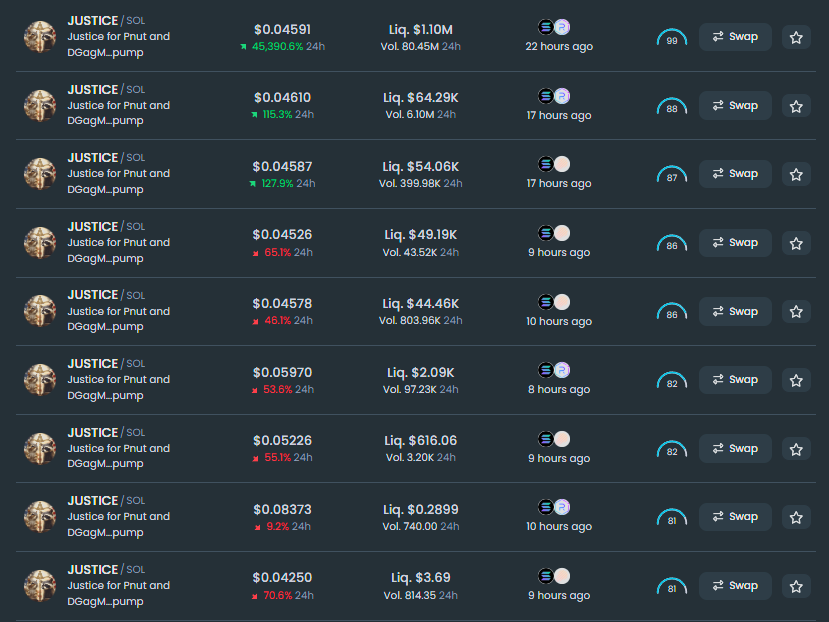 JUSTICE / SOL
Justice for Pnut and
DGagM...pump
$0.04591
45,390.6% 24h
Liq. $1.10M
Vol. 80.45M 24h
22 hours ago
99
Swap
JUSTICE / SOL
Justice for Pnut and
DGagM...pump
$0.04610
115.3% 24h
Liq. $64.29K
Vol. 6.10M 24h
17 hours ago
88
Swap
JUSTICE / SOL
Justice for Pnut and
DGagM...pump
$0.04587
127.9% 24h
Liq. $54.06K
Vol. 399.98K 24h
17 hours ago
87
Swap
JUSTICE / SOL
Justice for Pnut and
DGagM...pump
$0.04526
65.1% 24h
Liq. $49.19K
Vol. 43.52K 24h
9 hours ago
86
Swap
JUSTICE / SOL
Justice for Pnut and
DGagM...pump
$0.04578
46.1% 24h
Liq. $44.46K
Vol. 803.96K 24h
10 hours ago
86
Swap
JUSTICE / SOL
Justice for Pnut and
DGagM...pump
$0.05970
53.6% 24h
Liq. $2.09K
Vol. 97.23K 24h
8 hours ago
82
Swap
JUSTICE / SOL
Justice for Pnut and
DGagM...pump
$0.05226
55.1% 24h
Liq. $616.06
Vol. 3.20K 24h
9 hours ago
82
Swap
JUSTICE / SOL
Justice for Pnut and
DGagM...pump
$0.08373
9.2% 24h
Liq. $0.2899
Vol. 740.00 24h
10 hours ago
81
Swap
JUSTICE / SOL
Justice for Pnut and
DGagM...pump
$0.04250
70.6% 24h
Liq. $3.69
Vol. 814.35 24h
9 hours ago
81
Swap